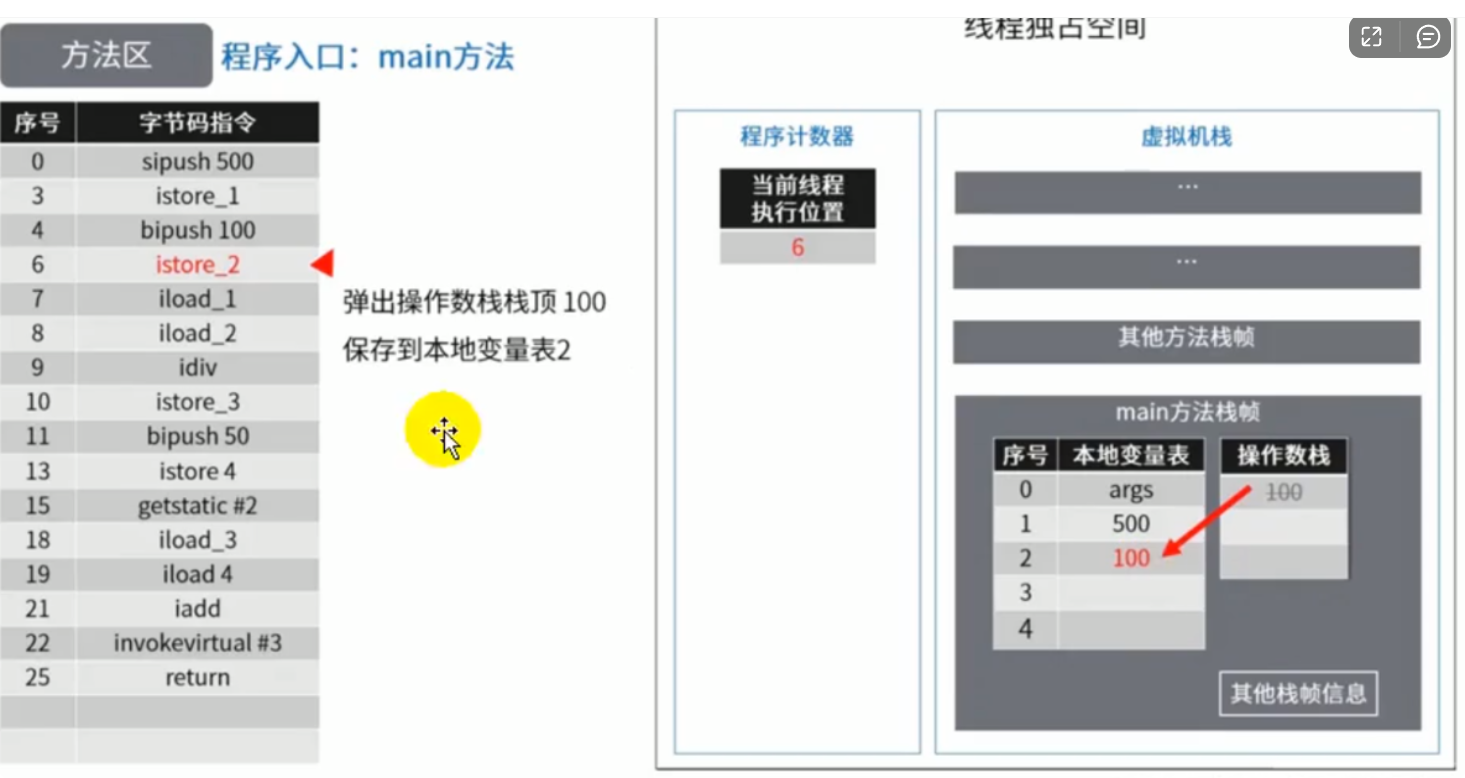 方法区 程序入口：main方法
序号 字节码指令
0 sipush 500
3 istore_1
4 bipush 100
6 istore_2
7 iload_1
8 iload_2
9 idiv
10 istore_3
11 bipush 50
13 istore 4
15 getstatic #2
18 iload_3
19 iload 4
21 iadd
22 invokevirtual #3
25 return
弹出操作数栈栈顶 100
保存到本地变量表2
线程独占空间
程序计数器
当前线程
执行位置
6
虚拟机栈
...
...
其他方法栈帧
main方法栈帧
序号 本地变量表 操作数栈
0 args 100
1 500
2 100
3
4
其他栈帧信息